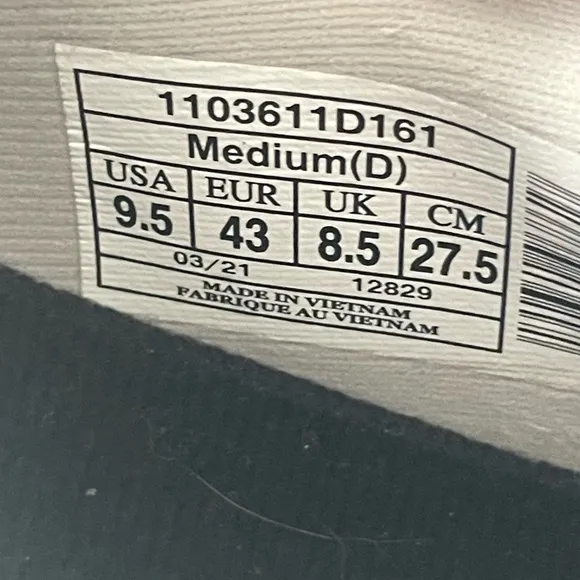 1103611D161
Medium(D)
USA EUR UK CM
9.5 43 8.5 27.5
03/21 12829
MADE IN VIETNAM
FABRIQUE AU VIETNAM